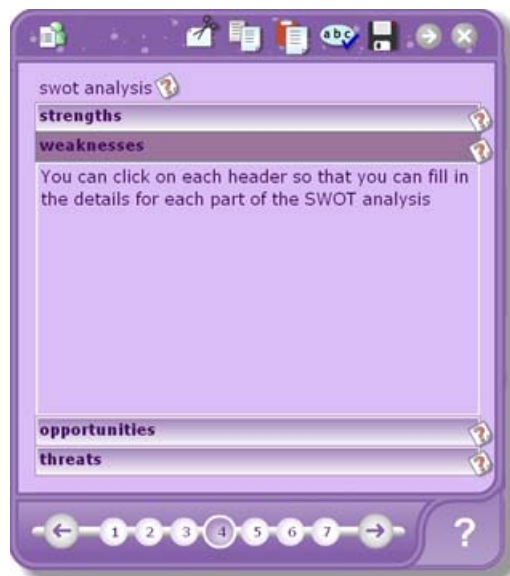 abc
swot analysis
strengths
weaknesses
You can click on each header so that you can fill in
the details for each part of the SWOT analysis
opportunities
threats
1 2 3 4 5 6 7
?